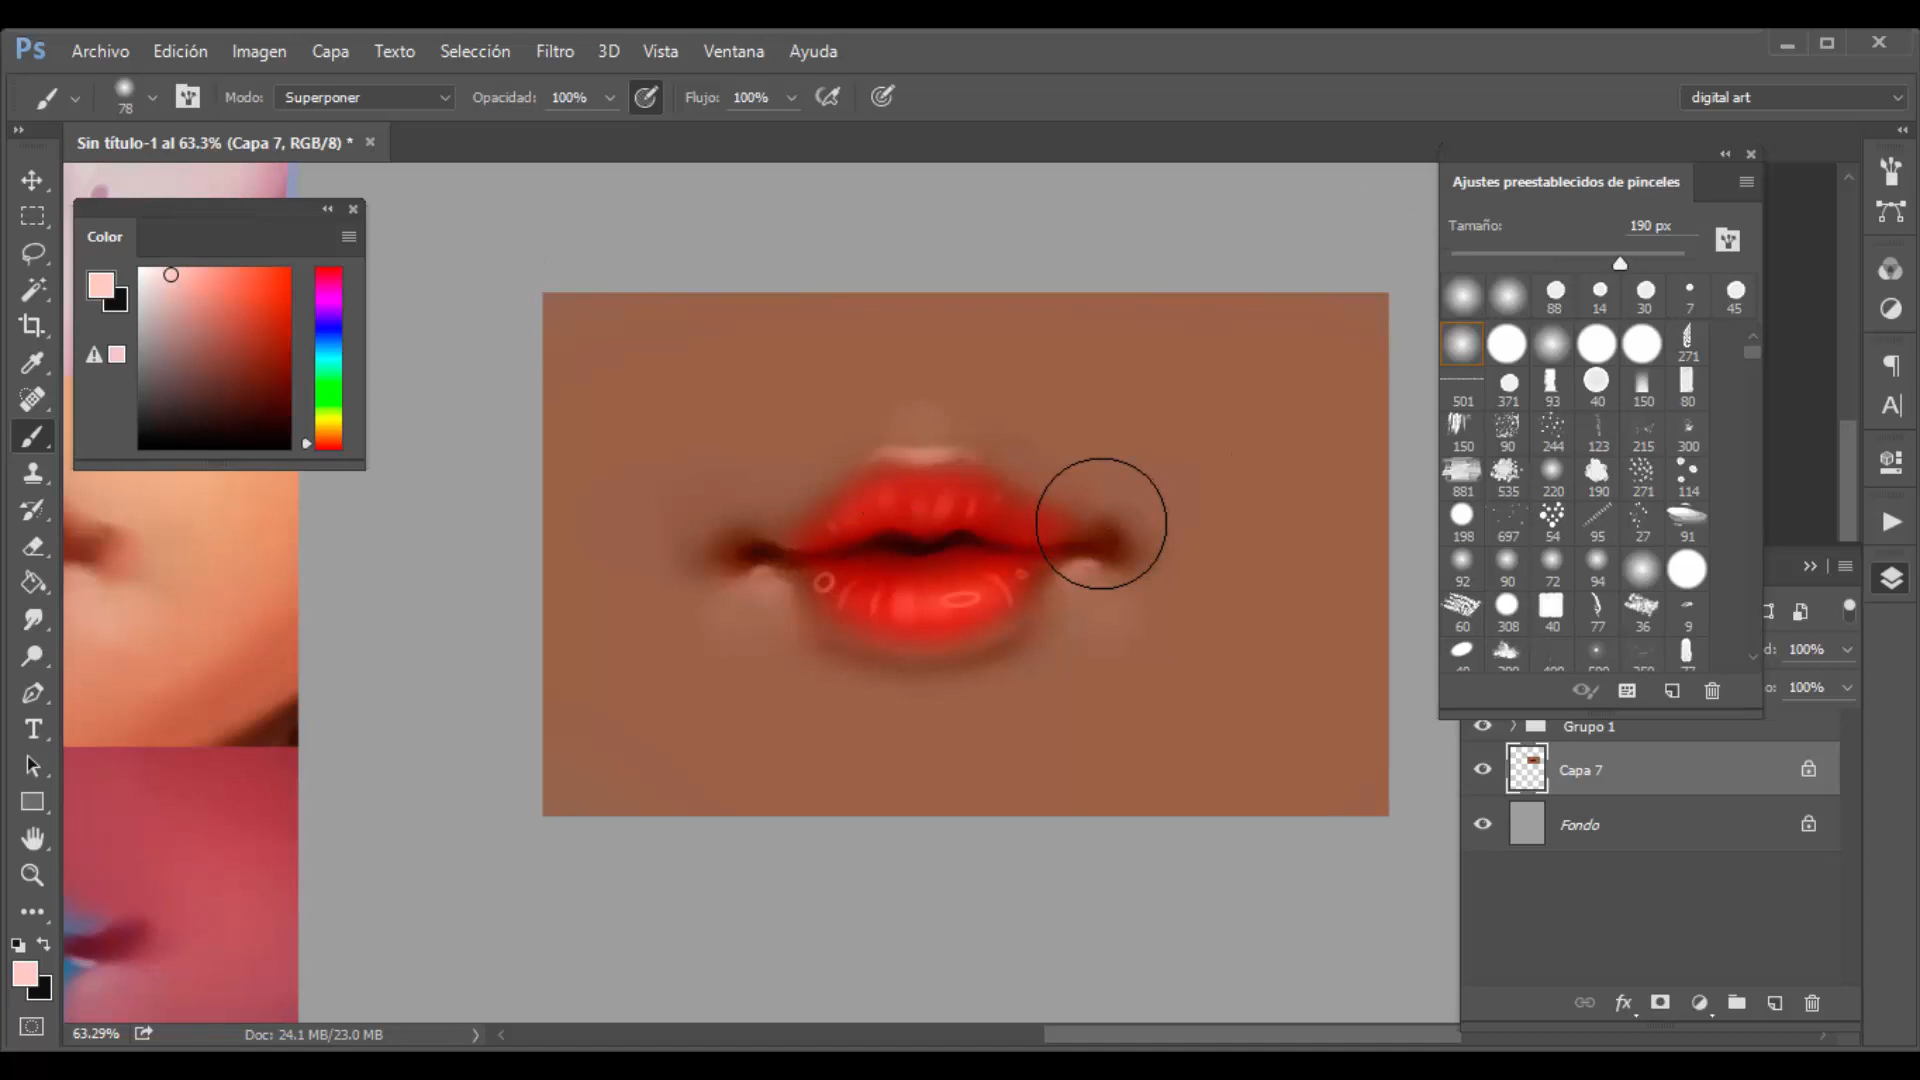 Ps Archivo Edición Imagen Capa Texto Selección Filtro 3D Vista Ventana Ayuda
78 Modo: Superponer Opacidad: 100% Flujo: 100% digital art
Sin título-1 al 63.3% (Capa 7, RGB/8) *
Color
Ajustes preestablecidos de pinceles
Tamaño: 190 px
88 14 30 7 45
271
501 371 93 40 150 80
150 90 244 123 215 300
881 535 220 190 271 114
198 697 54 95 27 91
92 90 72 94
60 308 40 77 36 9
d: 100%
o: 100%
Grupo 1
Capa 7
Fondo
fx
63.29% Doc: 24.1 MB/23.0 MB